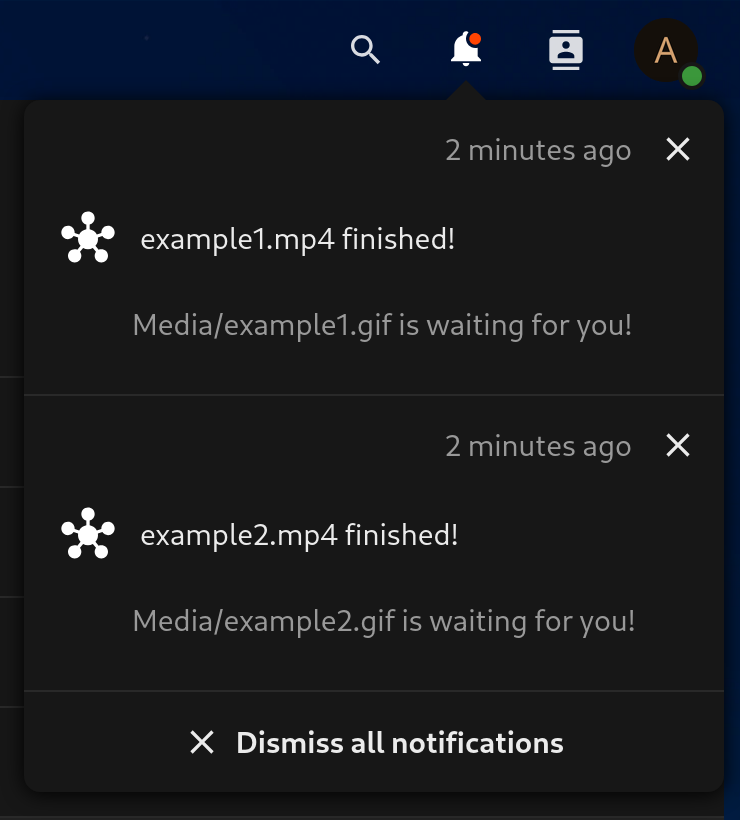 A
2 minutes ago
example1.mp4 finished!
Media/example1.gif is waiting for you!
2 minutes ago
example2.mp4 finished!
Media/example2.gif is waiting for you!
Dismiss all notifications